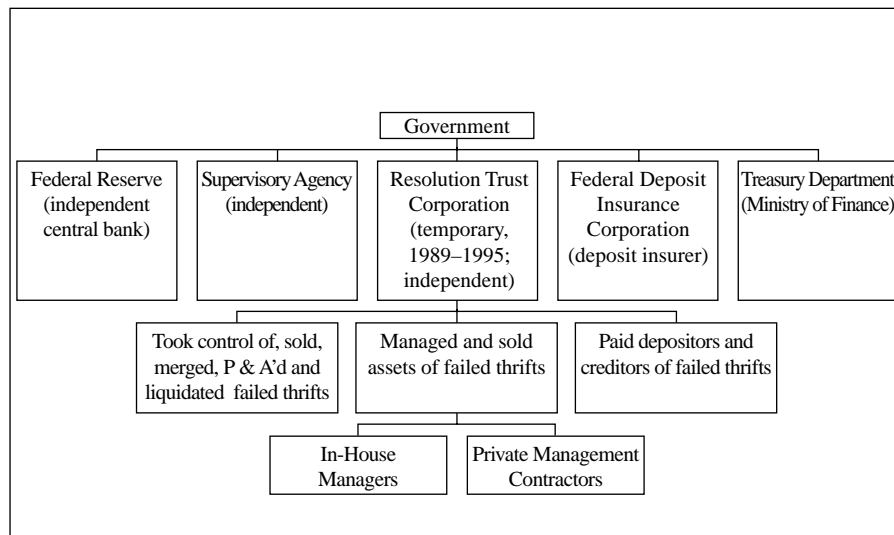 Government
Federal Reserve
(independent
central bank)
Supervisory Agency
(independent)
Resolution Trust
Corporation
(temporary,
1989–1995;
independent)
Federal Deposit
Insurance
Corporation
(deposit insurer)
Treasury Department
(Ministry of Finance)
Took control of, sold,
merged, P & A'd and
liquidated failed thrifts
Managed and sold
assets of failed thrifts
Paid depositors and
creditors of failed thrifts
In-House
Managers
Private Management
Contractors